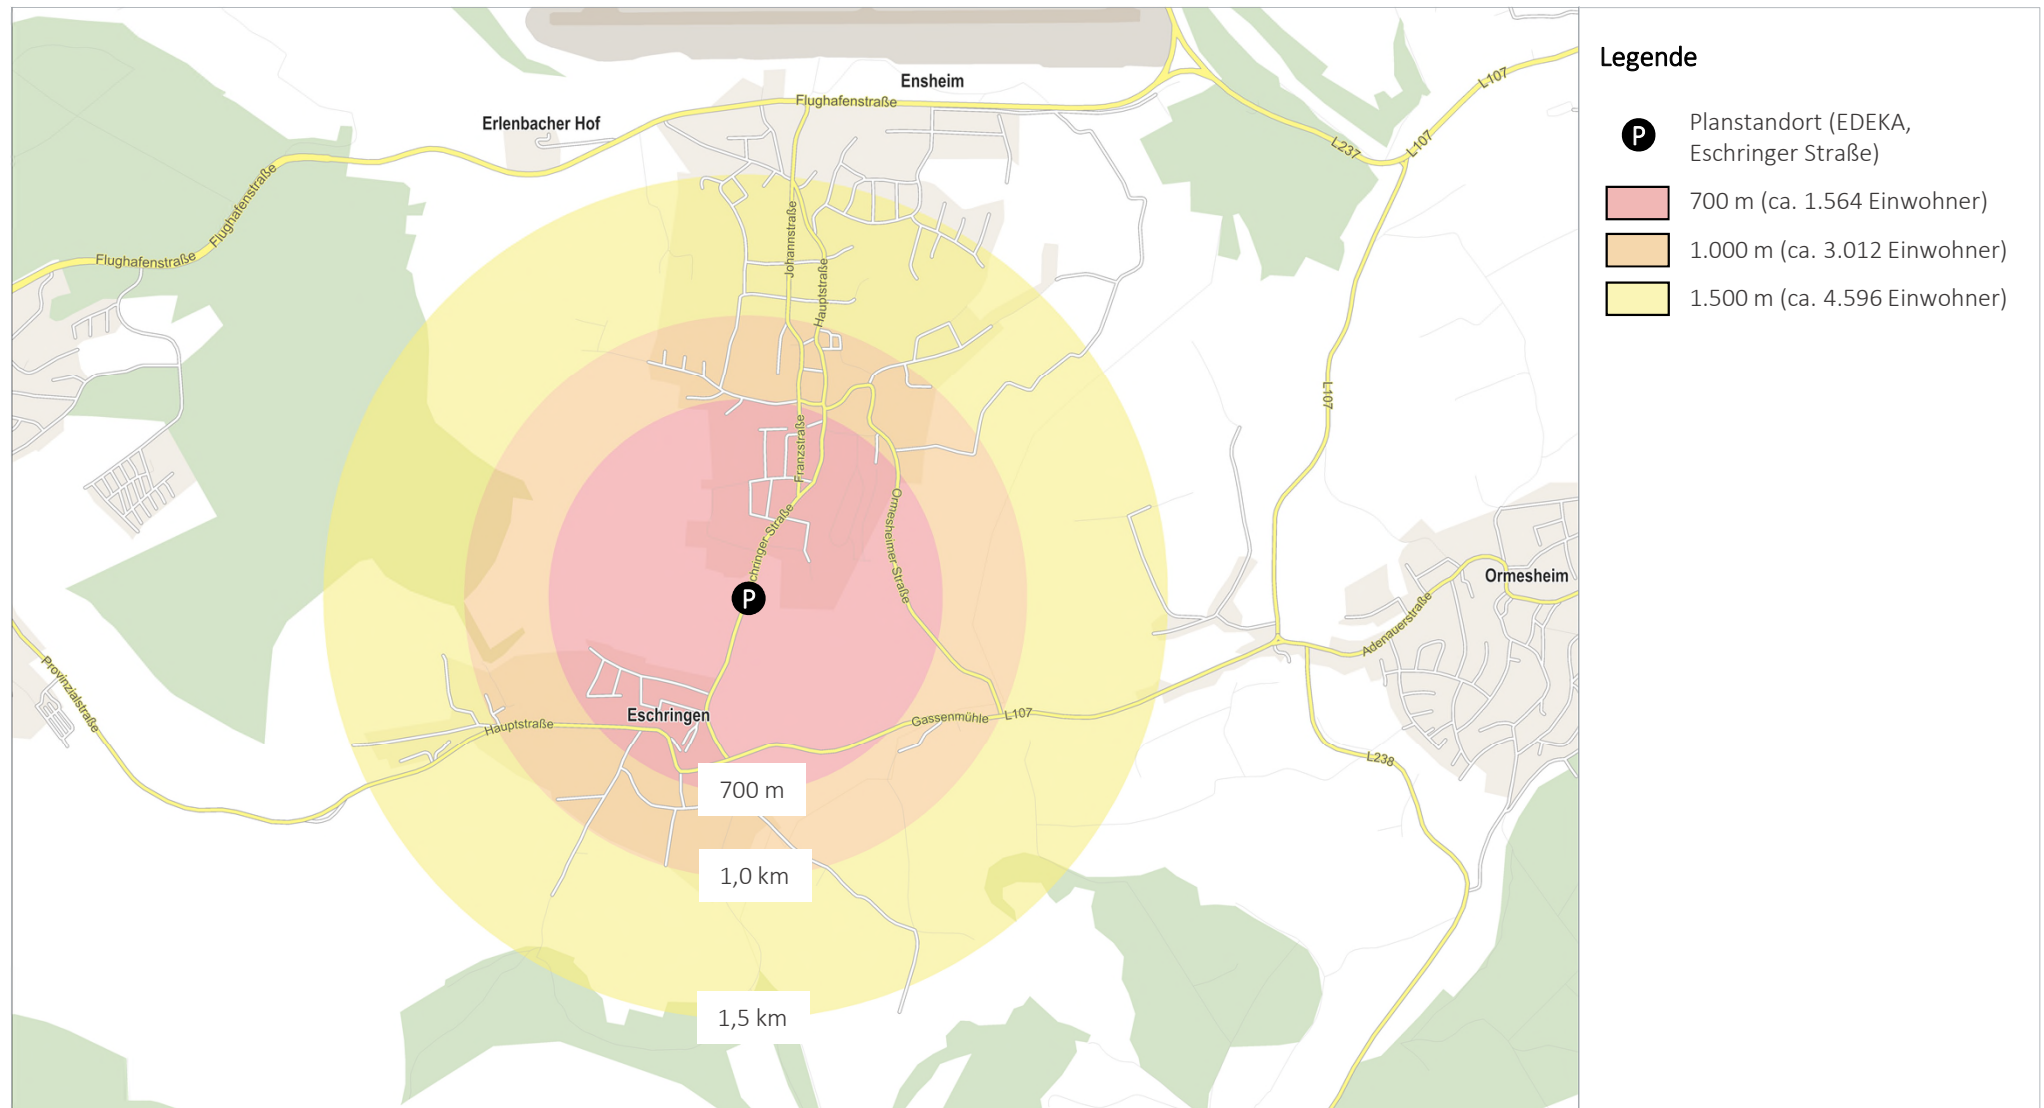 Ensheim
Flughafenstraße
Erlenbacher Hof
L107
L107
L237
Flughafenstraße
Flughafenstraße
Johannstraße
Hauptstraße
L107
Franzstraße
Ormesheimer Straße
chringer Straße
P
Ormesheim
Adenauerstraße
Provinzialstraße
Eschringen
Hauptstraße
Gassenmühle
L107
L238
700 m
1,0 km
1,5 km
Legende
P
Planstandort (EDEKA,
Eschringer Straße)
700 m (ca. 1.564 Einwohner)
1.000 m (ca. 3.012 Einwohner)
1.500 m (ca. 4.596 Einwohner)